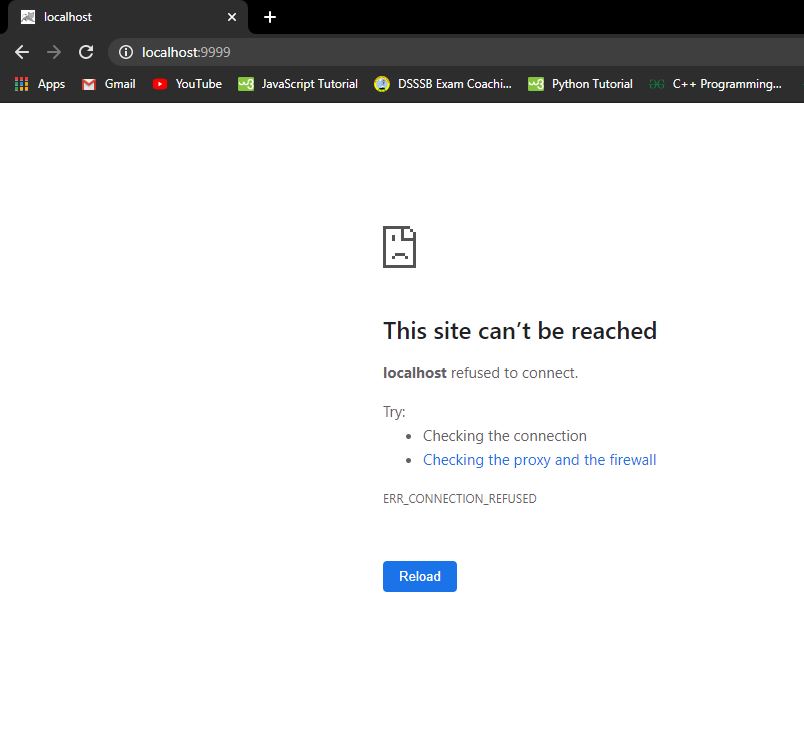 localhost
localhost:9999
Apps Gmail YouTube JavaScript Tutorial DSSSB Exam Coachi... Python Tutorial C++ Programming...
This site can’t be reached
localhost refused to connect.
Try:
Checking the connection
Checking the proxy and the firewall
ERR_CONNECTION_REFUSED
Reload